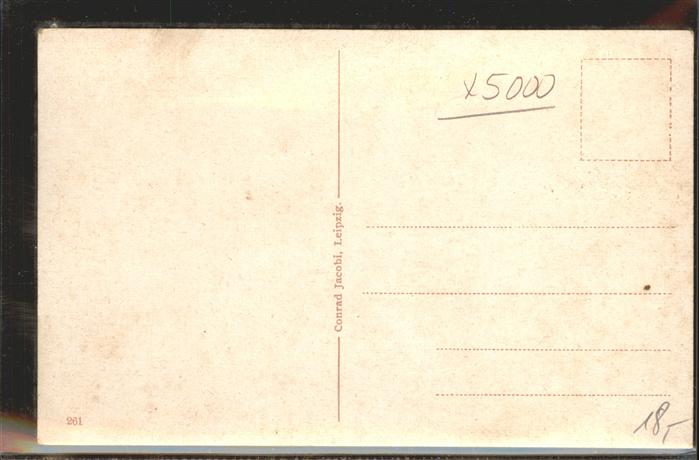 x5000
Conrad Jacobi, Leipzig.
261
18,-